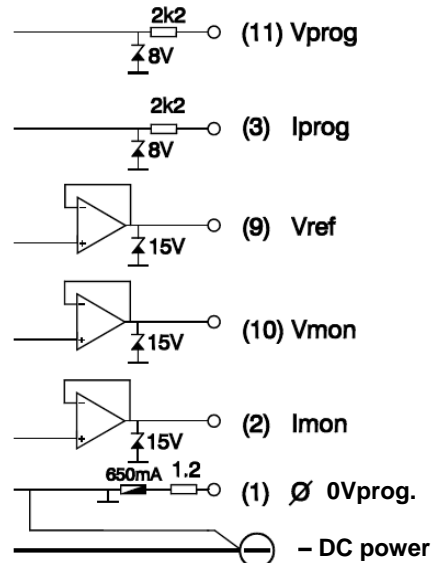 2k2
(11) Vprog
8V
2k2
(3) Iprog
8V
(9) Vref
15V
(10) Vmon
15V
(2) Imon
15V
650mA 1.2
(1) Ø 0Vprog.
– DC power